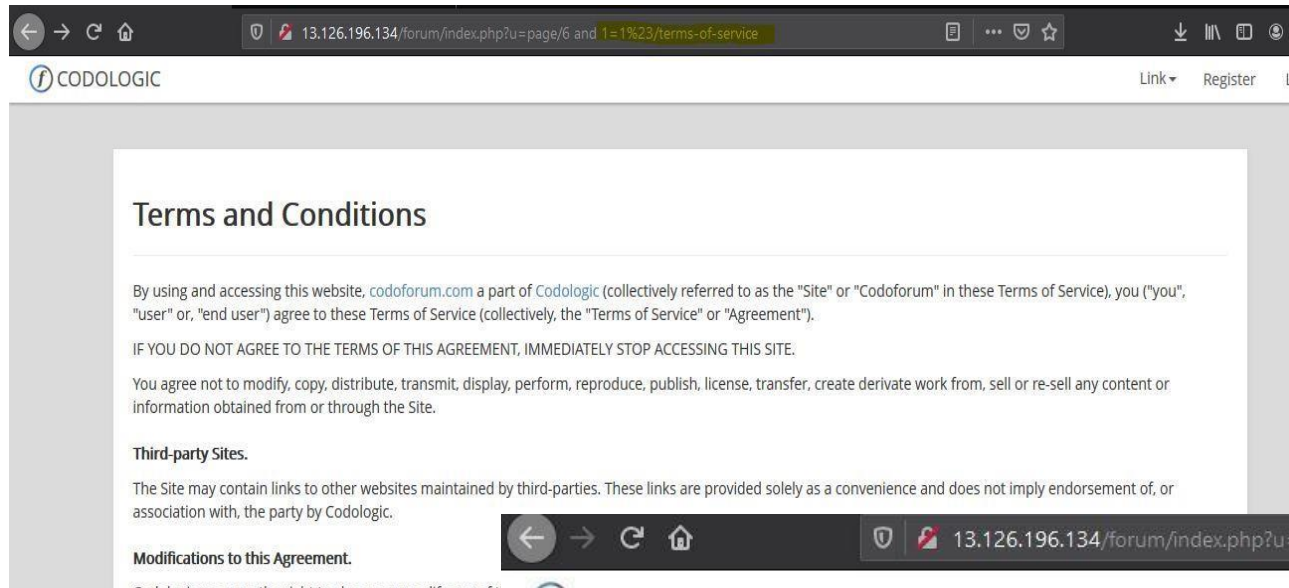 13.126.196.134/forum/index.php?u=page/6 and 1=1%23/terms-of-service
CODOLOGIC
Link
Register
Terms and Conditions
By using and accessing this website, codoforum.com a part of Codologic (collectively referred to as the "Site" or "Codoforum" in these Terms of Service), you ("you",
"user" or, "end user") agree to these Terms of Service (collectively, the "Terms of Service" or "Agreement").
IF YOU DO NOT AGREE TO THE TERMS OF THIS AGREEMENT, IMMEDIATELY STOP ACCESSING THIS SITE.
You agree not to modify, copy, distribute, transmit, display, perform, reproduce, publish, license, transfer, create derivate work from, sell or re-sell any content or
information obtained from or through the Site.
Third-party Sites.
The Site may contain links to other websites maintained by third-parties. These links are provided solely as a convenience and does not imply endorsement of, or
association with, the party by Codologic.
13.126.196.134/forum/index.php?u
Modifications to this Agreement.